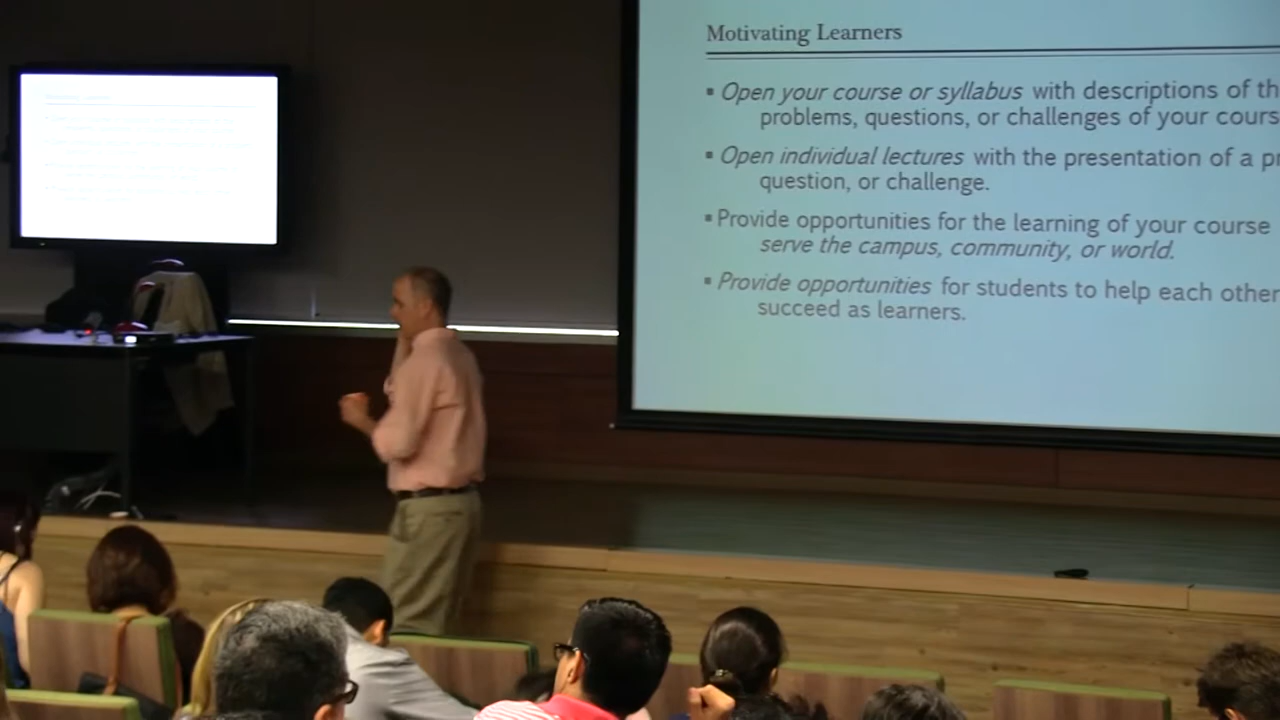 Motivating Learners
▪ Open your course or syllabus with descriptions of
problems, questions, or challenges of your
▪ Open individual lectures with the presentation of a
question, or challenge.
▪ Provide opportunities for the learning of your course
serve the campus, community, or world.
▪ Provide opportunities for students to help each other
succeed as learners.